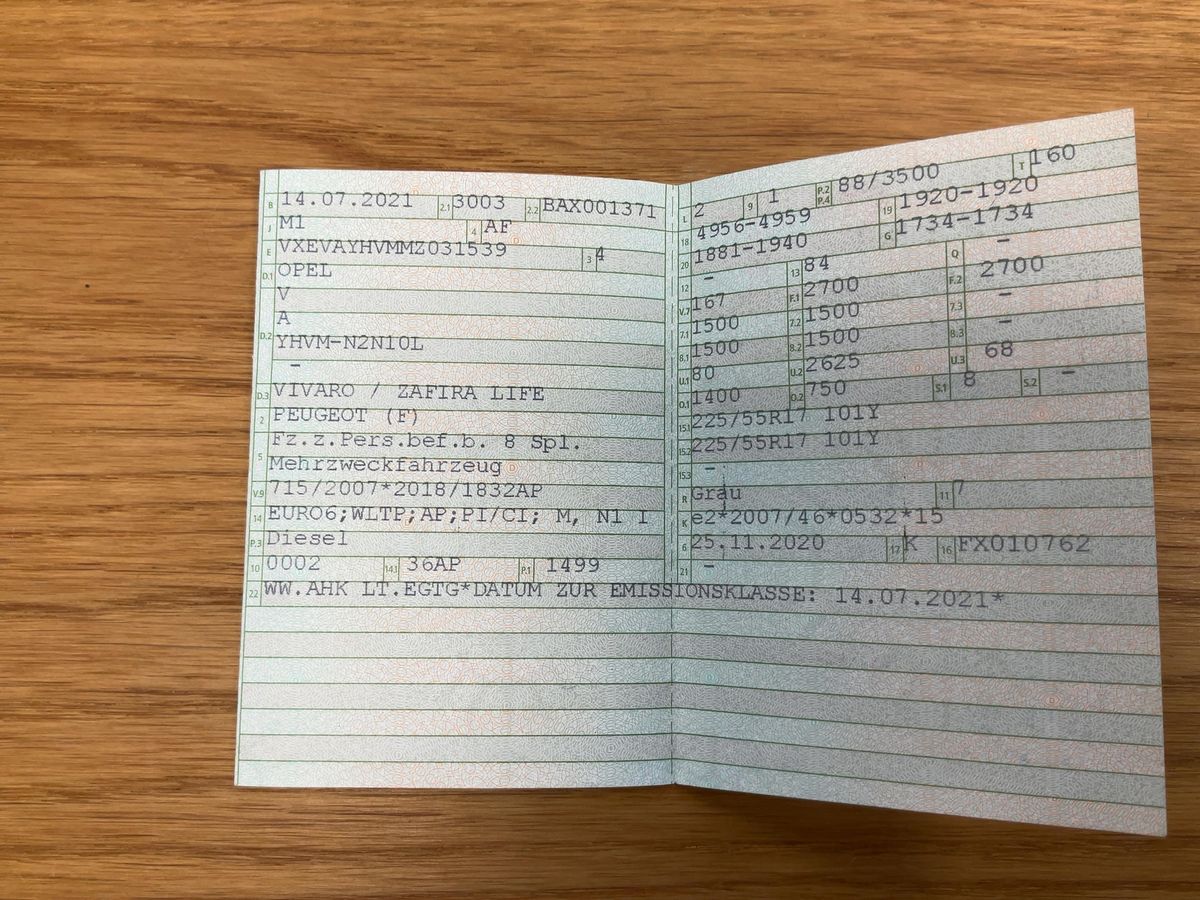 B 14.07.2021 2.1 3003 2.2 BAX001371
J M1 4 AF
E VXEVAYHVMMZ031539 3 4
D.1 OPEL
V
A
D.2 YHVM-N2N10L
–
D.3 VIVARO / ZAFIRA LIFE
2 PEUGEOT (F)
Fz.z.Pers.bef.b. 8 Spl.
5 Mehrzweckfahrzeug
V.9 715/2007*2018/1832AP
14 EURO6;WLTP;AP;PI/CI; M, N1 I
P.3 Diesel
10 0002 14.1 36AP P.1 1499
22 WW.AHK LT.EGTG*DATUM ZUR EMISSIONSKLASSE: 14.07.2021*
L 2 9 1 P.2 P.4 88/3500 T 160
18 4956-4959 19 1920-1920
20 1881-1940 G 1734-1734
12 – 13 84 Q –
V.7 167 F.1 2700 F.2 2700
7.1 1500 7.2 1500 7.3 –
8.1 1500 8.2 1500 8.3 –
U.1 80 U.2 2625 U.3 68
O.1 1400 O.2 750 S.1 8 S.2 –
15.1 225/55R17 101Y
15.2 225/55R17 101Y
15.3 –
R Grau 11 7
K e2*2007/46*0532*15
6 25.11.2020 17 K 16 FX010762
21 –